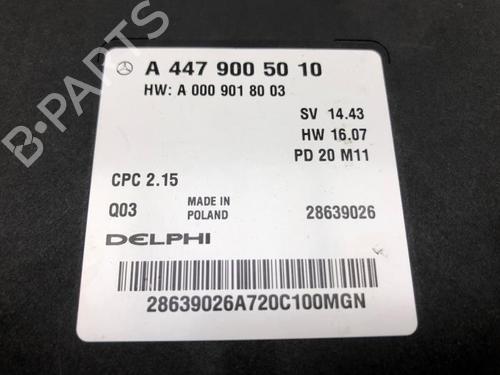 B-PARTS
A 447 900 50 10
HW: A 000 901 80 03
SV 14.43
HW 16.07
PD 20 M11
CPC 2.15
Q03
MADE IN
POLAND
28639026
DELPHI
28639026A720C100MGN